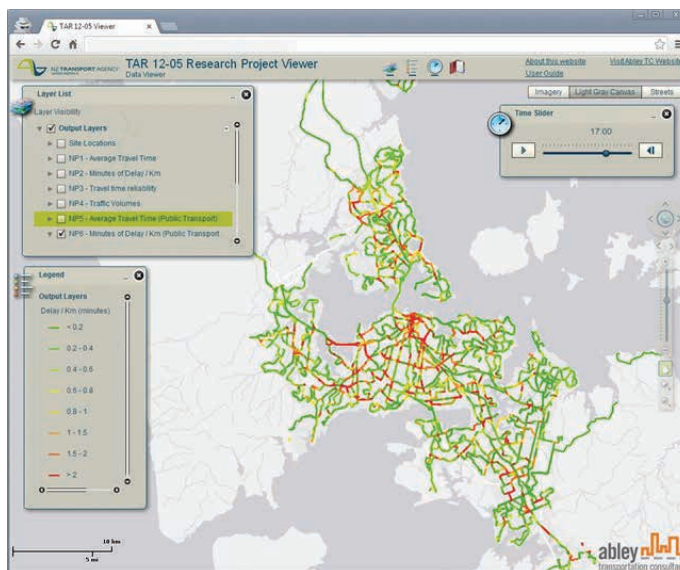 TAR 12-05 Viewer
NZ TRANSPORT AGENCY
TAR 12-05 Research Project Viewer
Data Viewer
About this website
Visit Abley TC Website
User Guide
Imagery
Light Gray Canvas
Streets
Layer List
Layer Visibility
Output Layers
Site Locations
NP1 - Average Travel Time
NP2 - Minutes of Delay / Km
NP3 - Travel time reliability
NP4 - Traffic Volumes
NP5 - Average Travel Time (Public Transport)
NP6 - Minutes of Delay / Km (Public Transport
Time Slider
17:00
Legend
Output Layers
Delay / Km (minutes)
< 0.2
0.2 - 0.4
0.4 - 0.6
0.6 - 0.8
0.8 - 1
1 - 1.5
1.5 - 2
> 2
10 km
5 mi
abley
transportation consultants